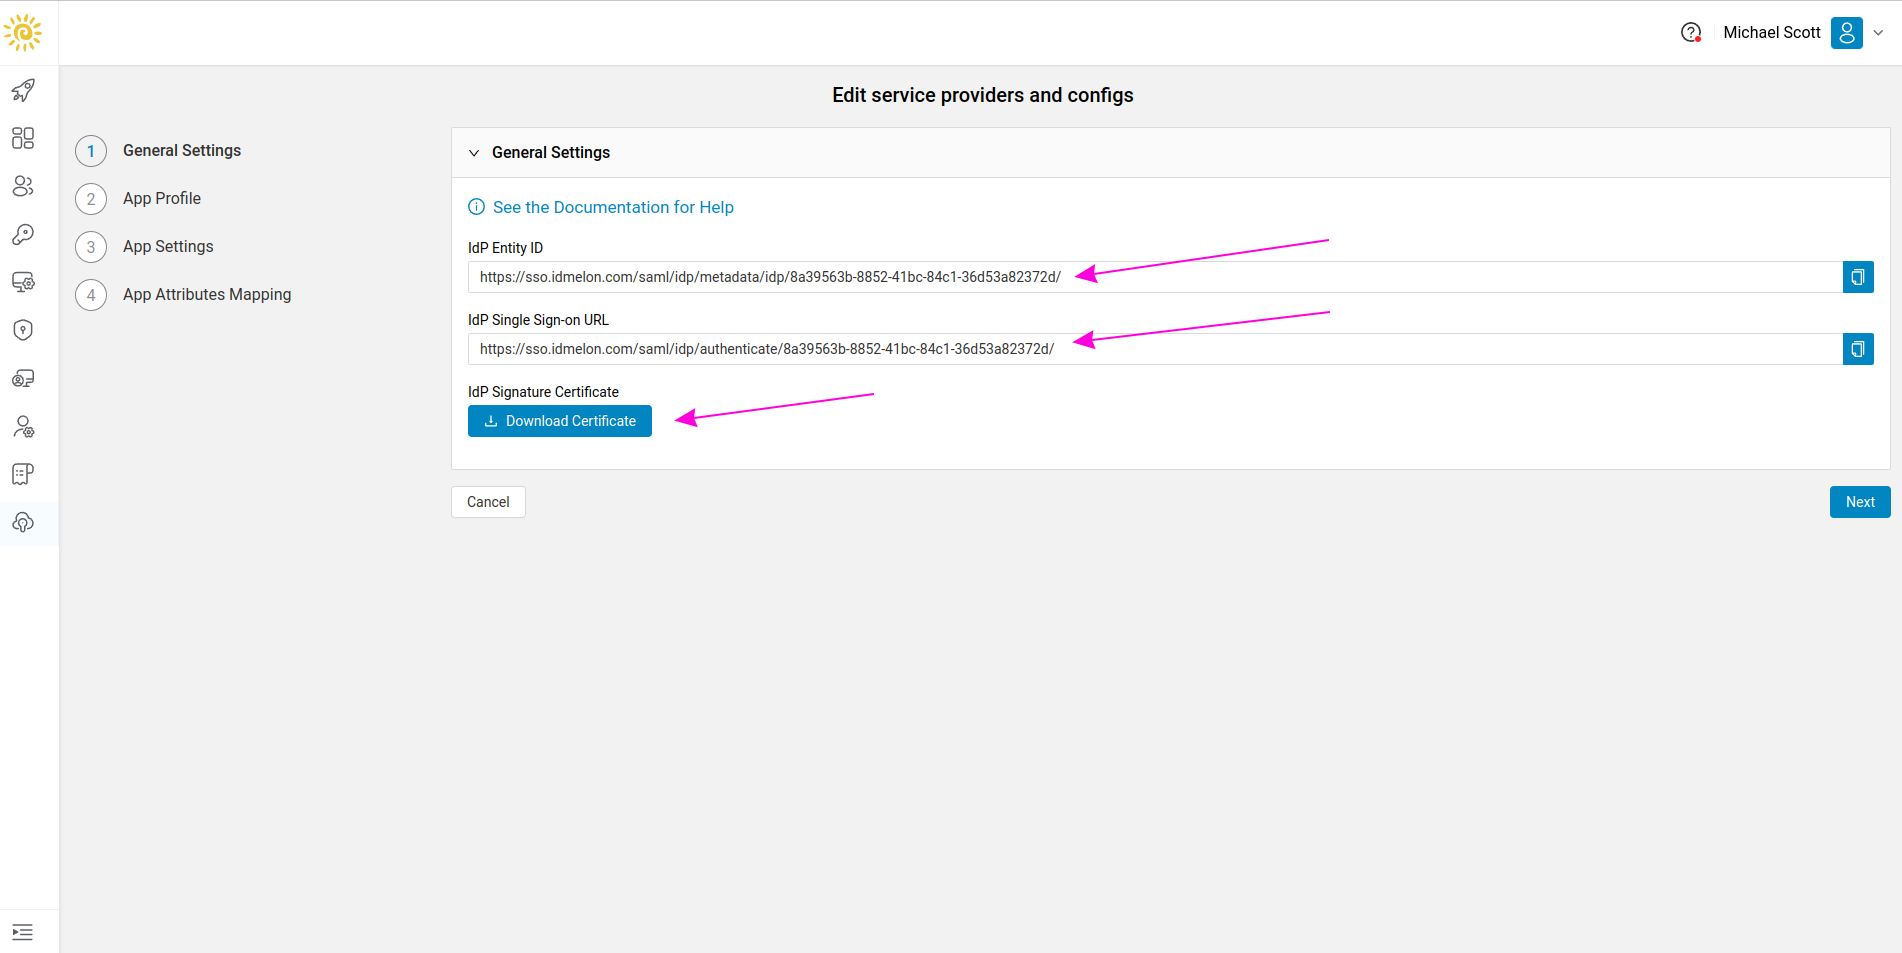 Michael Scott
Edit service providers and configs
1 General Settings
2 App Profile
3 App Settings
4 App Attributes Mapping
General Settings
See the Documentation for Help
IdP Entity ID
https://sso.idmelon.com/saml/idp/metadata/idp/8a39563b-8852-41bc-84c1-36d53a82372d/
IdP Single Sign-on URL
https://sso.idmelon.com/saml/idp/authenticate/8a39563b-8852-41bc-84c1-36d53a82372d/
IdP Signature Certificate
Download Certificate
Cancel
Next